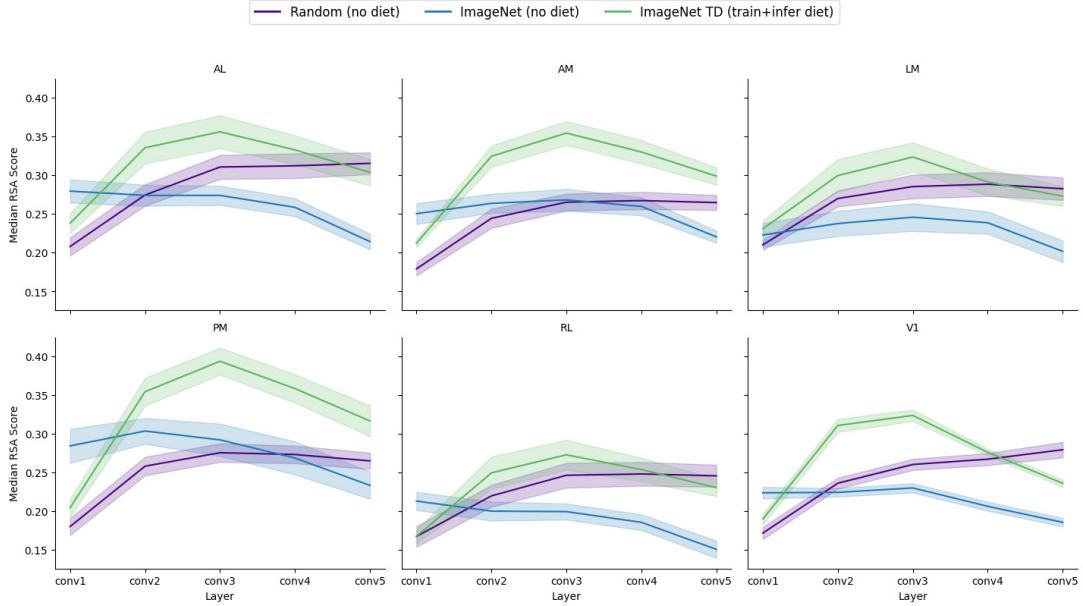 Random (no diet) ImageNet (no diet) ImageNet TD (train+infer diet)
AL AM LM
Median RSA Score
0.40
0.35
0.30
0.25
0.20
0.15
PM RL V1
Median RSA Score
0.40
0.35
0.30
0.25
0.20
0.15
conv1 conv2 conv3 conv4 conv5 conv1 conv2 conv3 conv4 conv5 conv1 conv2 conv3 conv4 conv5
Layer Layer Layer